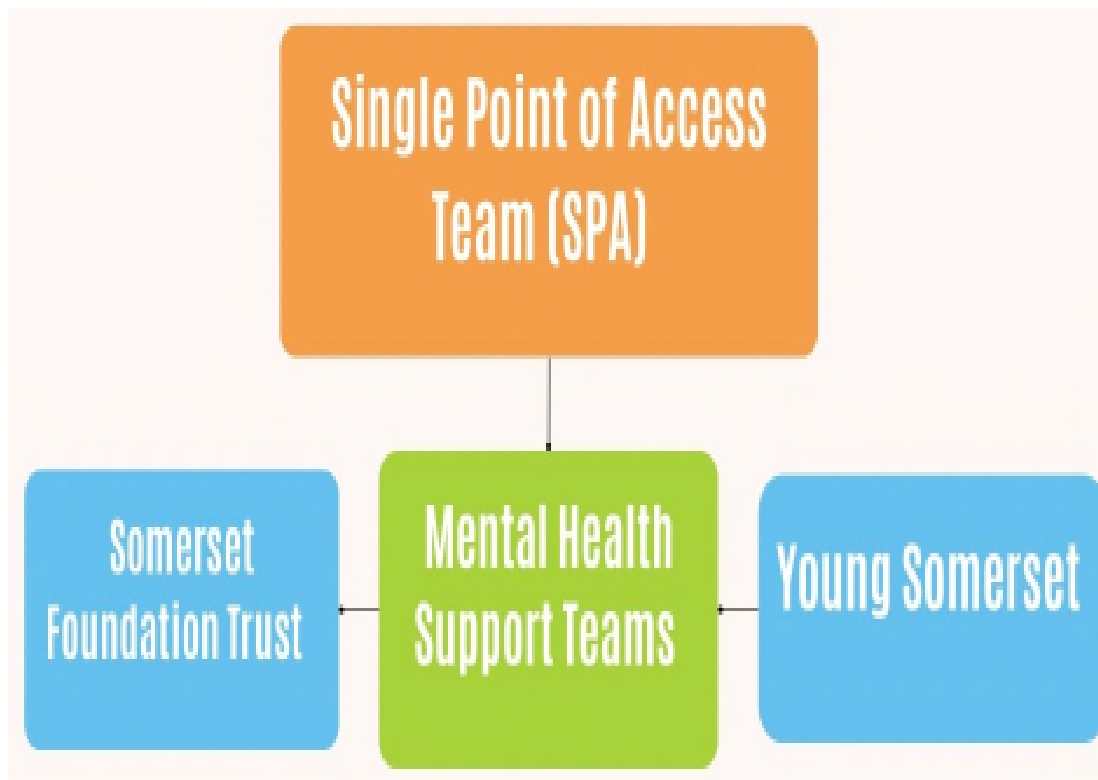 Single Point of Access
Team (SPA)
Somerset
Foundation Trust
Mental Health
Support Teams
Young Somerset